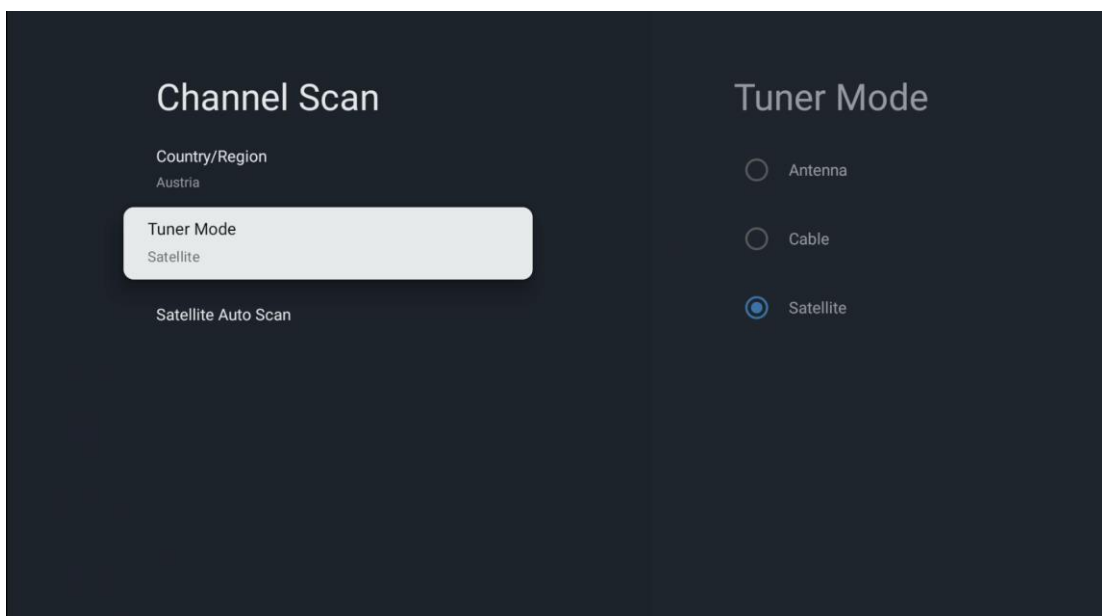 Channel Scan
Country/Region
Austria
Tuner Mode
Satellite
Satellite Auto Scan
Tuner Mode
Antenna
Cable
Satellite